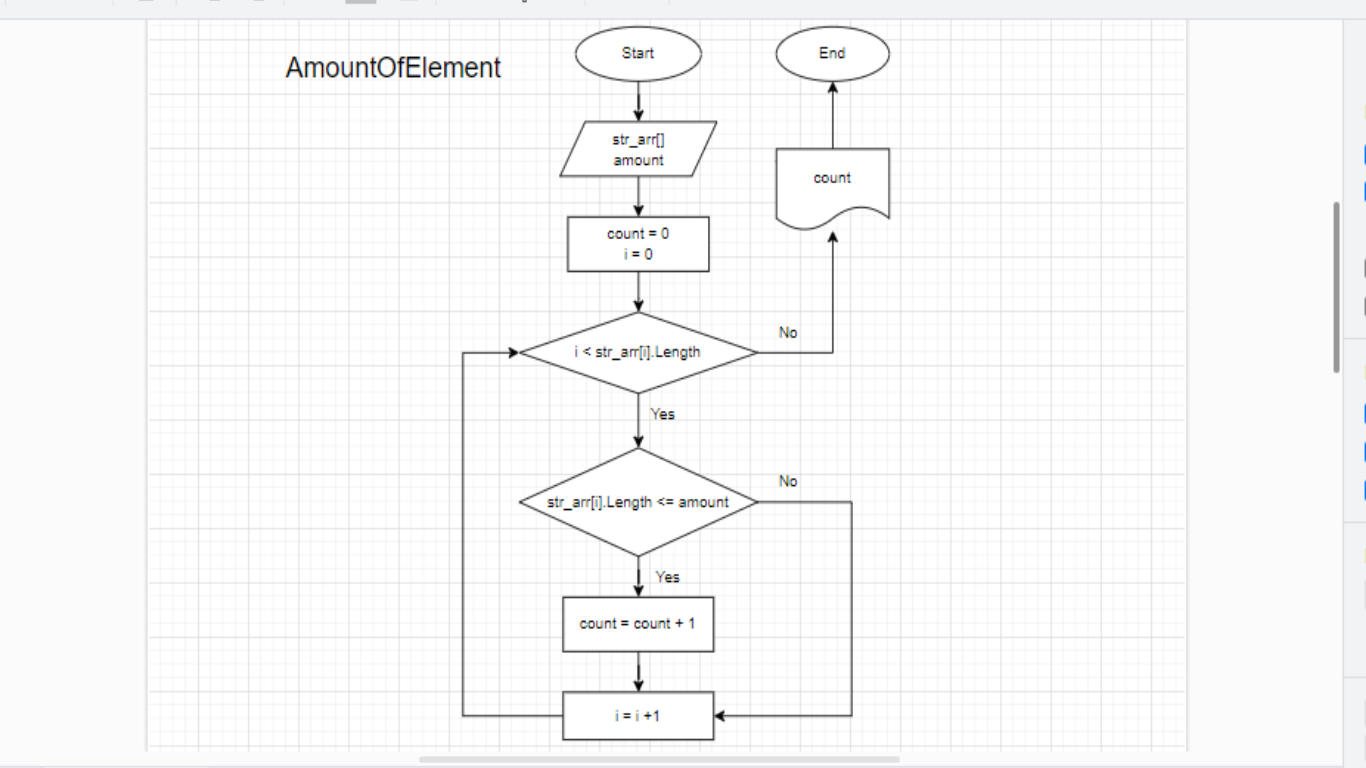 AmountOfElement
Start
End
str_arr[]
amount
count
count = 0
i = 0
i < str_arr[i].Length
No
Yes
str_arr[i].Length <= amount
No
Yes
count = count + 1
i = i +1